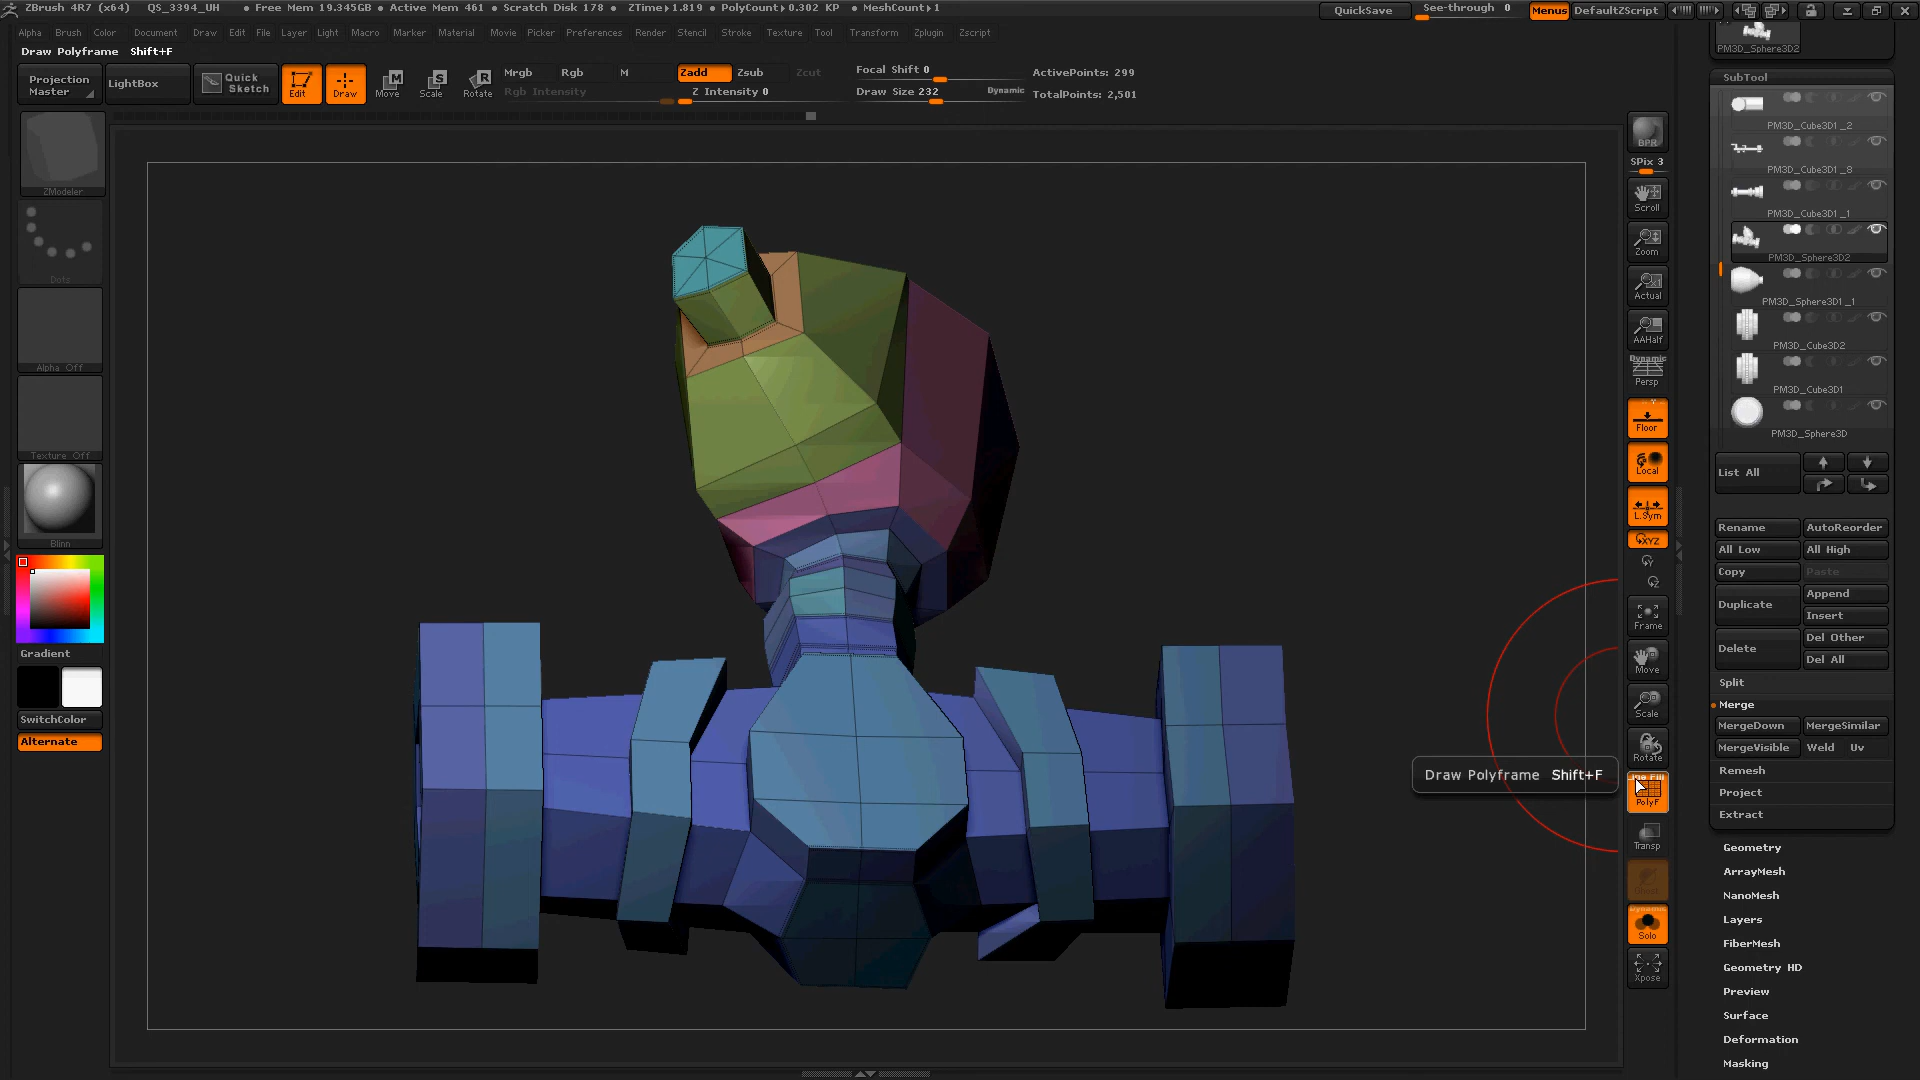 ZBrush 4R7 (x64) QS_3394_UH • Free Mem 19.345GB • Active Mem 461 • Scratch Disk 178 • ZTime▸1.819 • PolyCount▸0.302 KP • MeshCount▸1 QuickSave See-through 0 Menus DefaultZScript
Alpha Brush Color Document Draw Edit File Layer Light Macro Marker Material Movie Picker Preferences Render Stencil Stroke Texture Tool Transform Zplugin Zscript
Draw Polyframe Shift+F
Projection Master
LightBox
Quick Sketch
Edit
Draw
Move
Scale
Rotate
Mrgb Rgb M Zadd Zsub Zcut
Rgb Intensity Z Intensity 0
Focal Shift 0
Draw Size 232 Dynamic
ActivePoints: 299
TotalPoints: 2,501
ZModeler
Dots
Alpha Off
Texture Off
Blinn
Gradient
SwitchColor
Alternate
BPR
SPix 3
Scroll
Zoom
Actual
AAHalf
Dynamic
Persp
Floor
Local
L.Sym
XYZ
Y
Z
Frame
Move
Scale
Rotate
PolyF
Transp
Ghost
Dynamic
Solo
Xpose
Draw Polyframe Shift+F
PM3D_Sphere3D2
SubTool
PM3D_Cube3D1_2
PM3D_Cube3D1_8
PM3D_Cube3D1_1
PM3D_Sphere3D2
PM3D_Sphere3D1_1
PM3D_Cube3D2
PM3D_Cube3D1
PM3D_Sphere3D
List All
Rename AutoReorder
All Low All High
Copy Paste
Duplicate Append
Insert
Delete Del Other
Del All
Split
Merge
MergeDown MergeSimilar
MergeVisible Weld Uv
Remesh
Project
Extract
Geometry
ArrayMesh
NanoMesh
Layers
FiberMesh
Geometry HD
Preview
Surface
Deformation
Masking